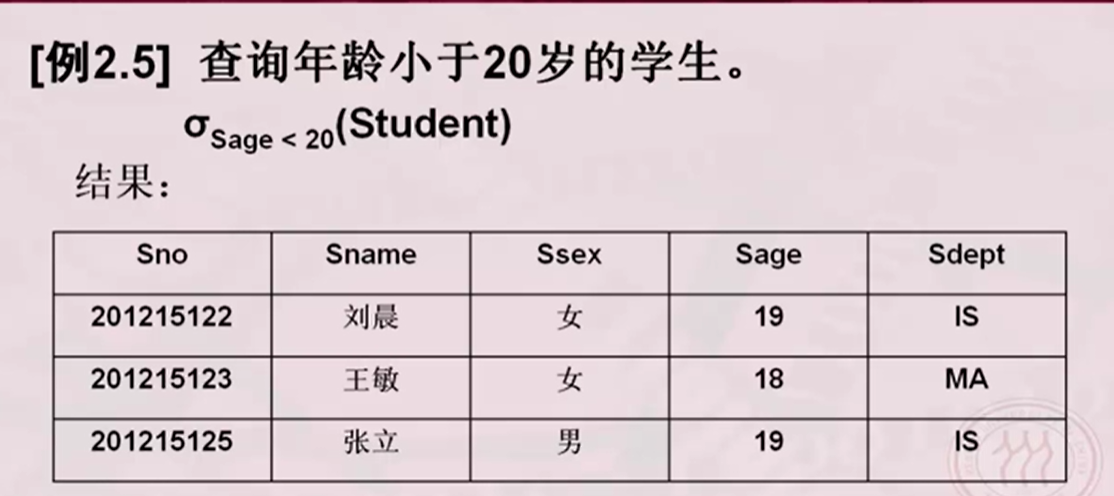 [例2.5] 查询年龄小于20岁的学生。
σSage < 20(Student)
结果：
Sno Sname Ssex Sage Sdept
201215122 刘晨 女 19 IS
201215123 王敏 女 18 MA
201215125 张立 男 19 IS